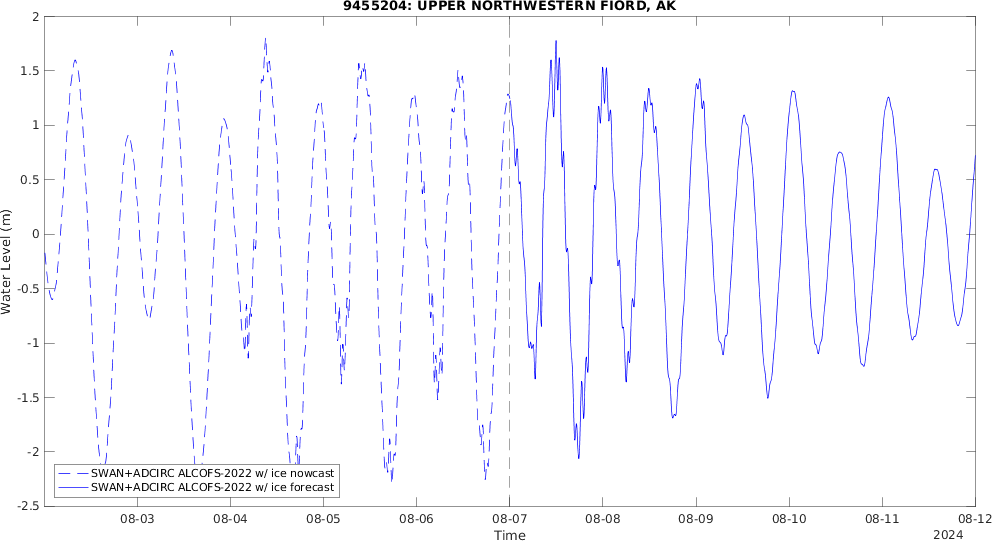 9455204: UPPER NORTHWESTERN FIORD, AK
2
1.5
1
0.5
0
-0.5
-1
-1.5
-2
-2.5
Water Level (m)
SWAN+ADCIRC ALCOFS-2022 w/ ice nowcast
SWAN+ADCIRC ALCOFS-2022 w/ ice forecast
08-03 08-04 08-05 08-06 08-07 08-08 08-09 08-10 08-11 08-12
Time
2024